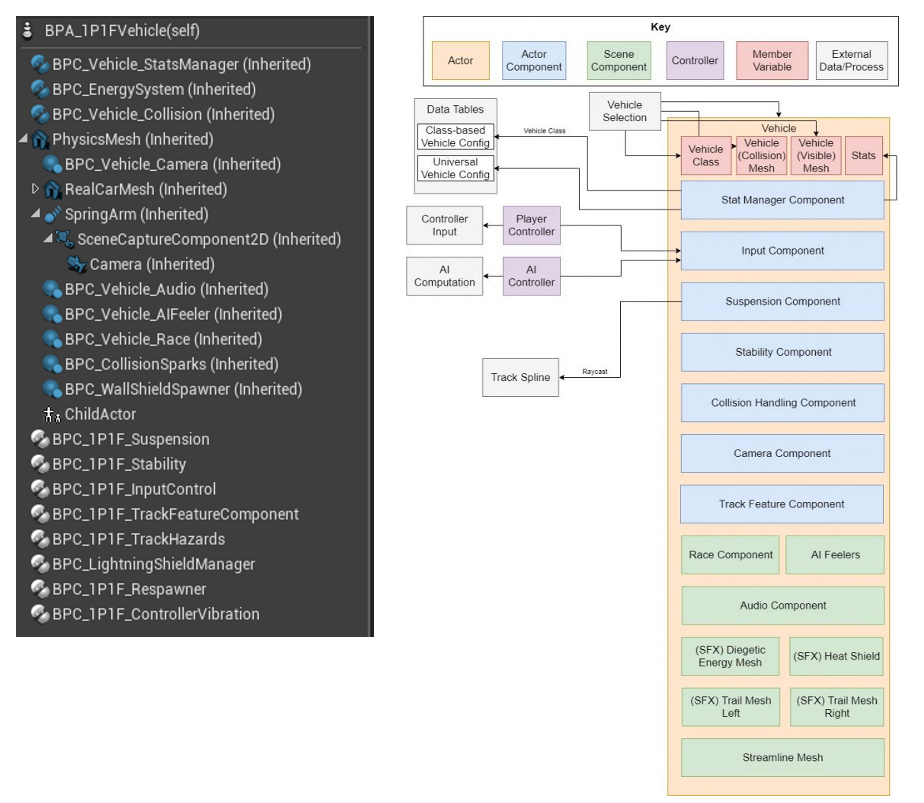 BPA_1P1FVehicle(self)
BPC_Vehicle_StatsManager (Inherited)
BPC_EnergySystem (Inherited)
BPC_Vehicle_Collision (Inherited)
PhysicsMesh (Inherited)
BPC_Vehicle_Camera (Inherited)
RealCarMesh (Inherited)
SpringArm (Inherited)
SceneCaptureComponent2D (Inherited)
Camera (Inherited)
BPC_Vehicle_Audio (Inherited)
BPC_Vehicle_AIFeeler (Inherited)
BPC_Vehicle_Race (Inherited)
BPC_CollisionSparks (Inherited)
BPC_WallShieldSpawner (Inherited)
ChildActor
BPC_1P1F_Suspension
BPC_1P1F_Stability
BPC_1P1F_InputControl
BPC_1P1F_TrackFeatureComponent
BPC_1P1F_TrackHazards
BPC_LightningShieldManager
BPC_1P1F_Respawner
BPC_1P1F_ControllerVibration
Key
Actor
Actor
Component
Scene
Component
Controller
Member
Variable
External
Data/Process
Data Tables
Class-based
Vehicle Config
Universal
Vehicle Config
Vehicle Class
Vehicle
Selection
Vehicle
Vehicle
Class
Vehicle
(Collision)
Mesh
Vehicle
(Visible)
Mesh
Stats
Stat Manager Component
Controller
Input
Player
Controller
Input Component
AI
Computation
AI
Controller
Suspension Component
Stability Component
Track Spline
Raycast
Collision Handling Component
Camera Component
Track Feature Component
Race Component
AI Feelers
Audio Component
(SFX) Diegetic
Energy Mesh
(SFX) Heat Shield
(SFX) Trail Mesh
Left
(SFX) Trail Mesh
Right
Streamline Mesh